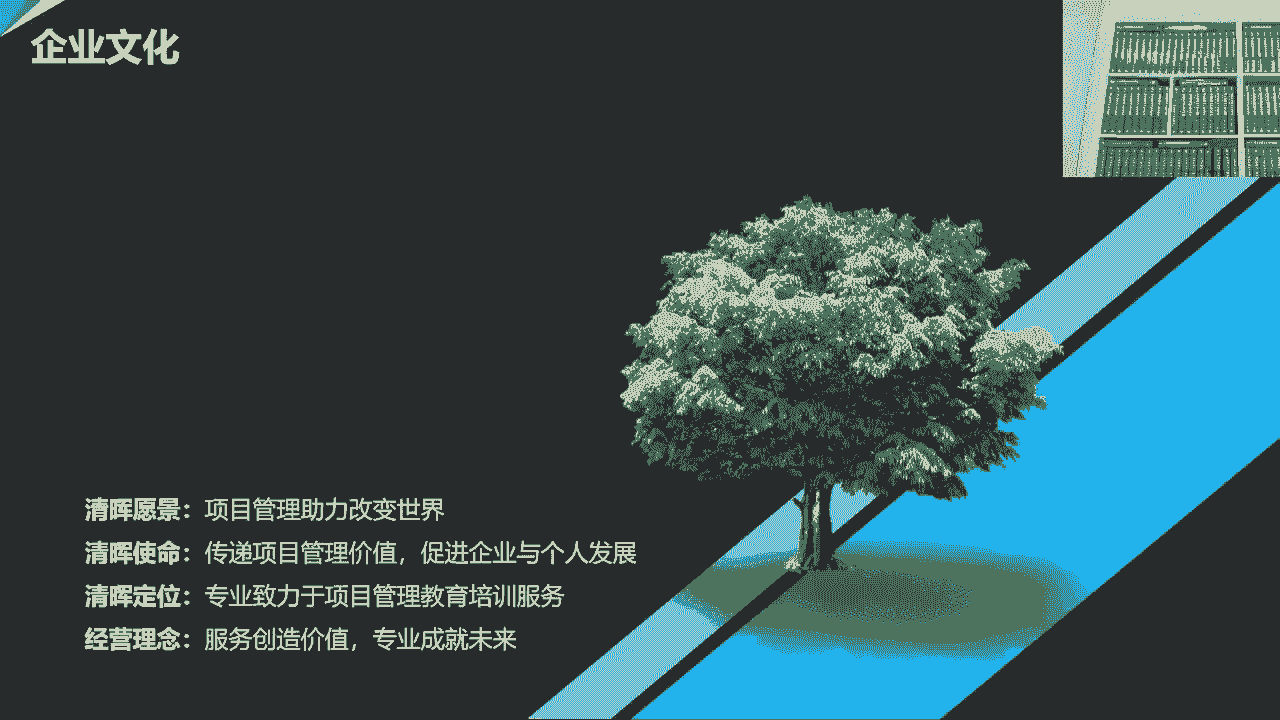 企业文化
清晖愿景：项目管理助力改变世界
清晖使命：传递项目管理价值，促进企业与个人发展
清晖定位：专业致力于项目管理教育培训服务
经营理念：服务创造价值，专业成就未来